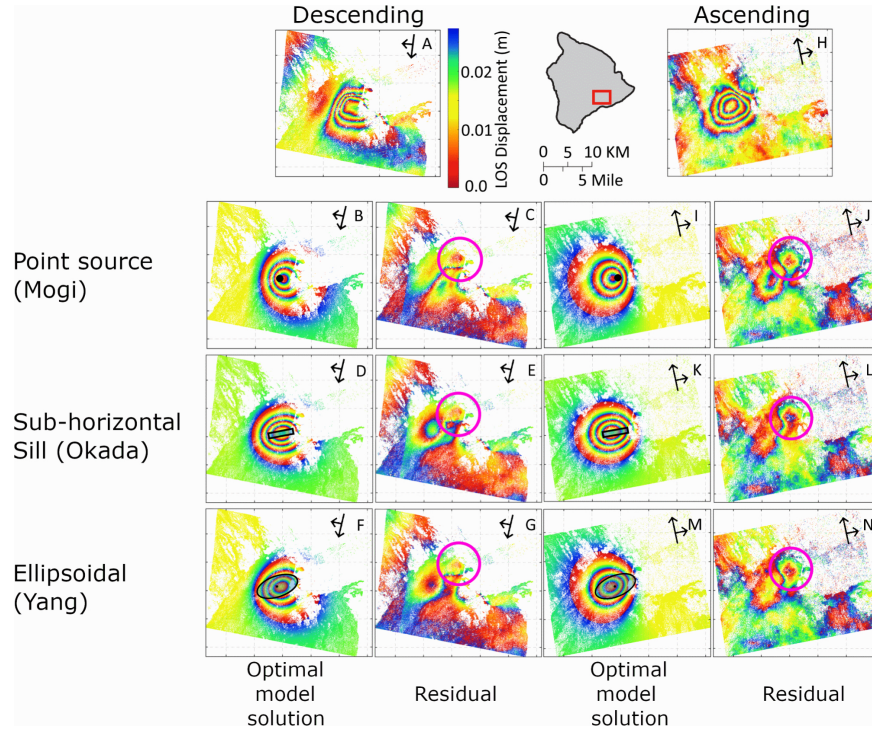 Descending
Ascending
A
H
0.02
0.01
0.0
LOS Displacement (m)
0 5 10 KM
0 5 Mile
Point source
(Mogi)
B
C
I
J
Sub-horizontal
Sill (Okada)
D
E
K
L
Ellipsoidal
(Yang)
F
G
M
N
Optimal
model
solution
Residual
Optimal
model
solution
Residual